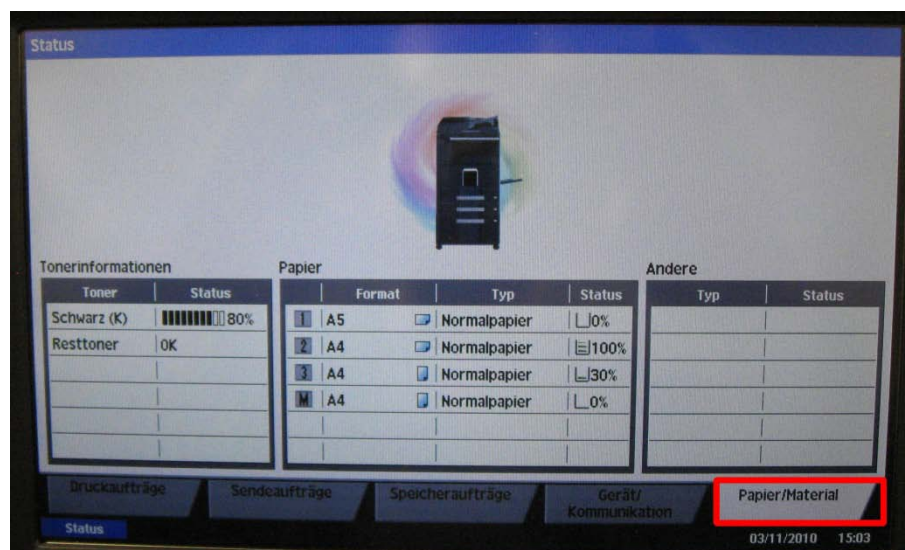 Status
Tonerinformationen
Toner Status
Schwarz (K) 80%
Resttoner OK
Papier
Format Typ Status
1 A5 Normalpapier 0%
2 A4 Normalpapier 100%
3 A4 Normalpapier 30%
M A4 Normalpapier 0%
Andere
Typ Status
Druckaufträge Sendeaufträge Speicheraufträge Gerät/
Kommunikation Papier/Material
Status
03/11/2010 15:03